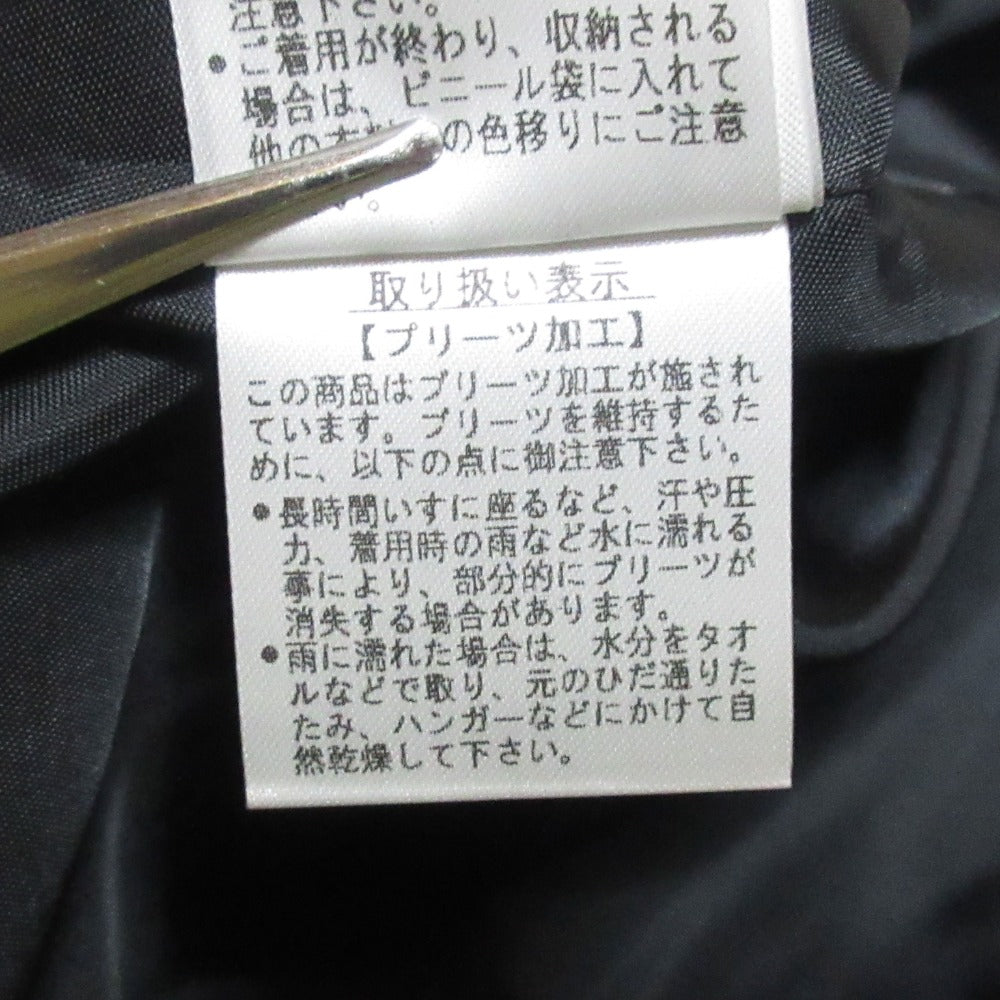 注意下さい。
●ご着用が終わり、収納される
場合は、ビニール袋に入れて
他の の色移りにご注意
い。
取り扱い表示
【プリーツ加工】
この商品はプリーツ加工が施され
ています。プリーツを維持するた
めに、以下の点に御注意下さい。
●長時間いすに座るなど、汗や圧
力、着用時の雨など水に濡れる
事により、部分的にプリーツが
消失する場合があります。
●雨に濡れた場合は、水分をタオ
ルなどで取り、元のひだ通りた
たみ、ハンガーなどにかけて自
然乾燥して下さい。